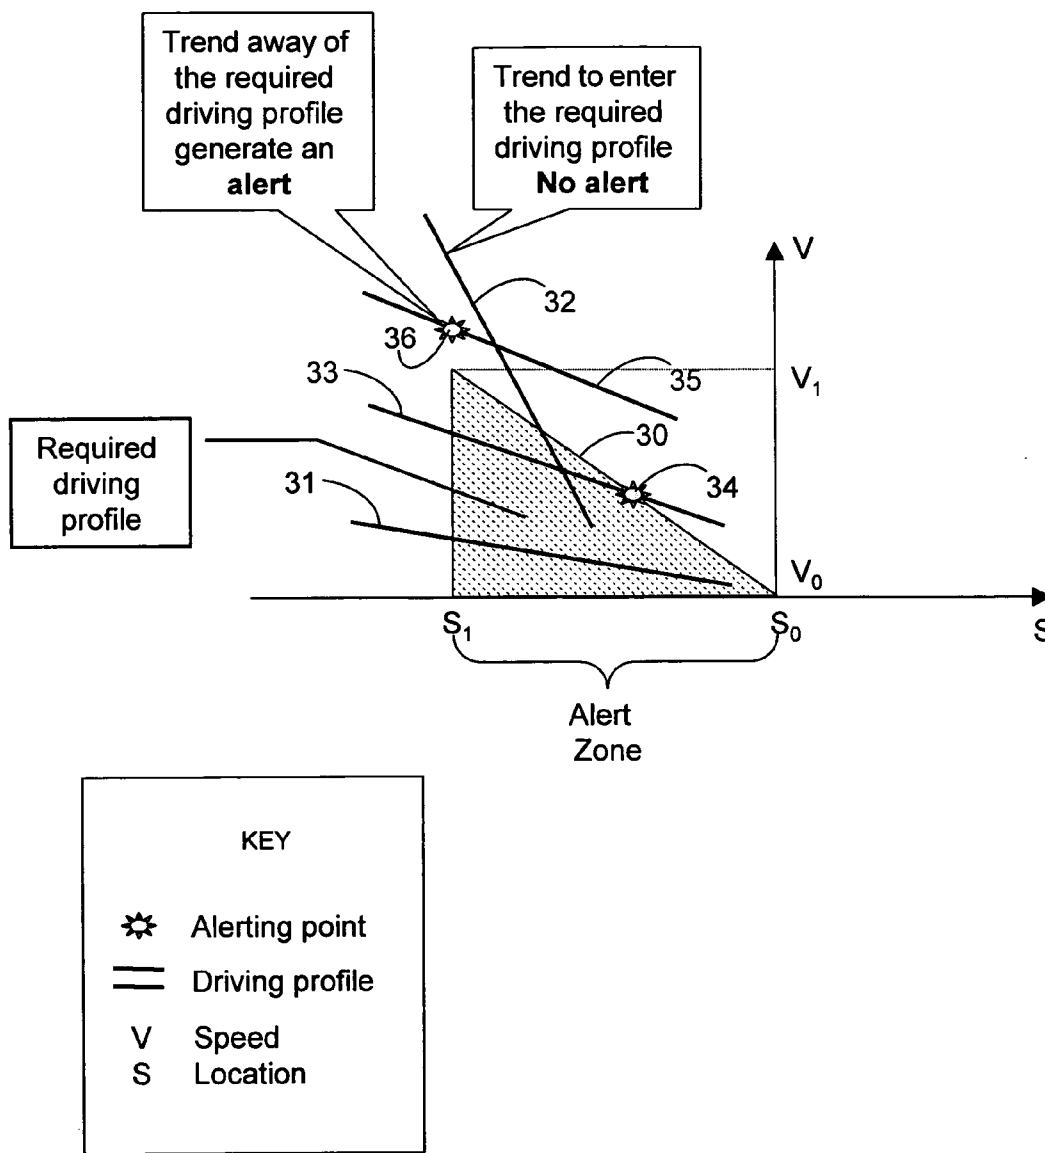 Trend away of
the required
driving profile
generate an
alert
Trend to enter
the required
driving profile
No alert
V
32
36
33
35
V1
30
Required
driving
profile
31
34
V0
S1
S0
S
Alert
Zone
KEY
Alerting point
Driving profile
V Speed
S Location